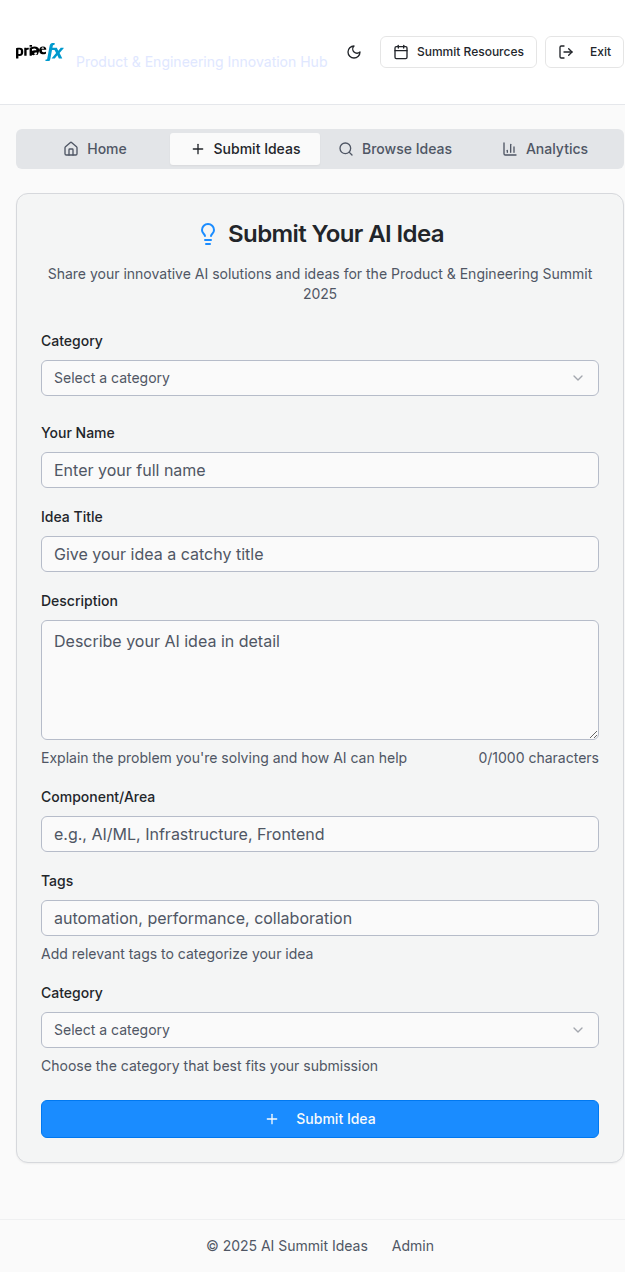 pricefx
Product & Engineering Innovation Hub
Summit Resources
Exit
Home
Submit Ideas
Browse Ideas
Analytics
Submit Your AI Idea
Share your innovative AI solutions and ideas for the Product & Engineering Summit
2025
Category
Select a category
Your Name
Enter your full name
Idea Title
Give your idea a catchy title
Description
Describe your AI idea in detail
Explain the problem you're solving and how AI can help
0/1000 characters
Component/Area
e.g., AI/ML, Infrastructure, Frontend
Tags
automation, performance, collaboration
Add relevant tags to categorize your idea
Category
Select a category
Choose the category that best fits your submission
Submit Idea
© 2025 AI Summit Ideas
Admin